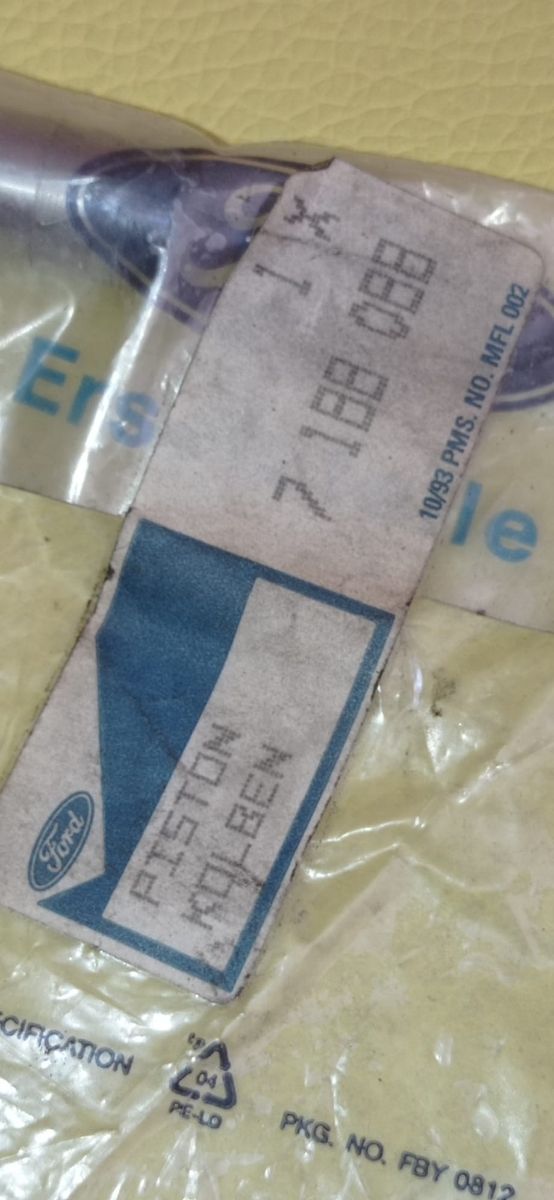 1 X
7 188 088
10/93 PMS. NO. MFL 002
Ers
le
PISTON
KOLBEN
Ford
CIFICATION
04
PE-LD
PKG. NO. FBY 0812